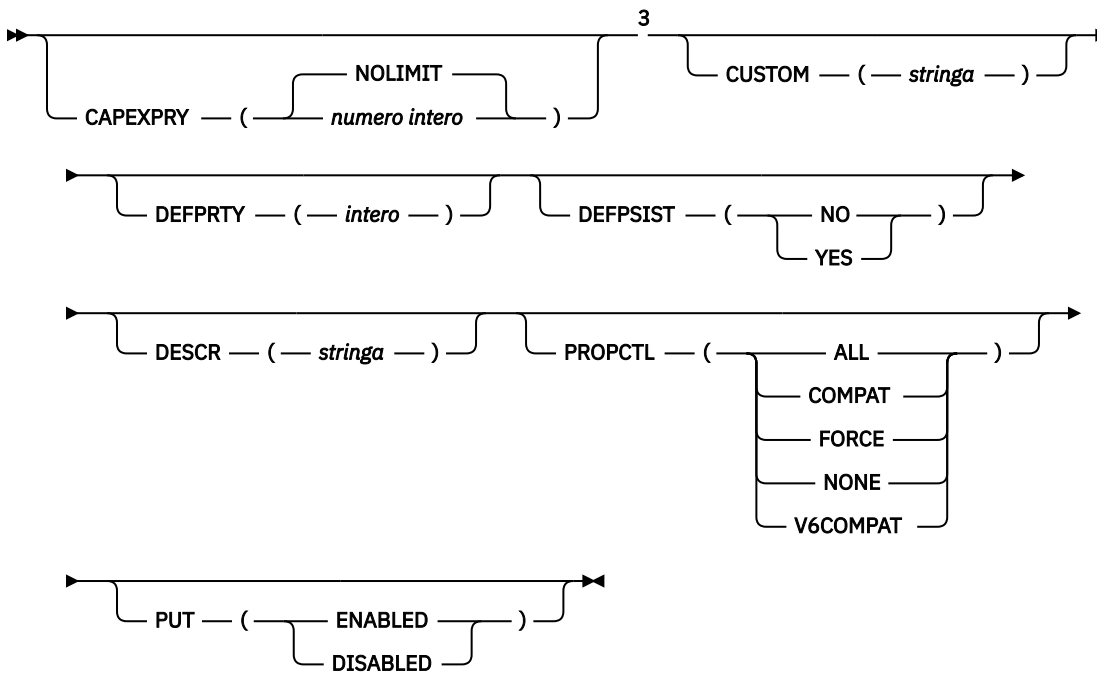 3
CUSTOM ( stringa )
NOLIMIT
CAPEXPRY ( numero intero )
DEFPRTY ( intero ) DEFPSIST ( NO )
YES
DESCR ( stringa ) PROPCTL ( ALL )
COMPAT
FORCE
NONE
V6COMPAT
PUT ( ENABLED )
DISABLED